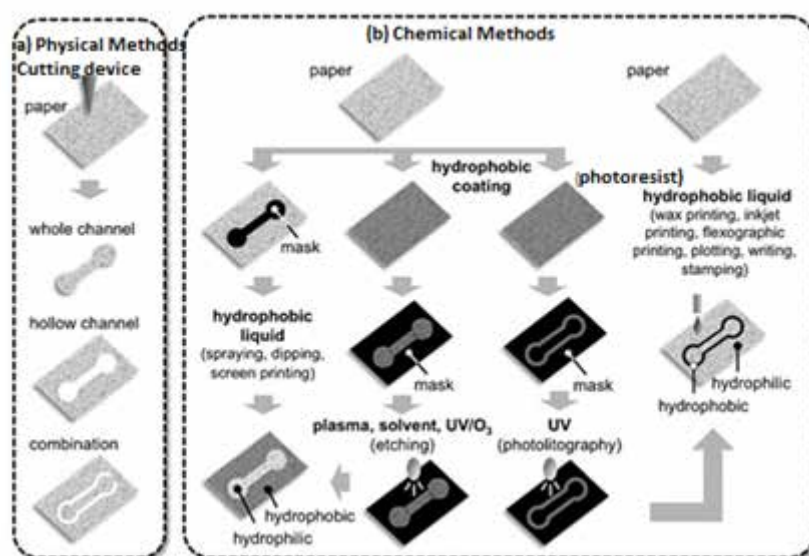 a) Physical Methods
Cutting device
paper
whole channel
hollow channel
combination
(b) Chemical Methods
paper
hydrophobic
coating
mask
hydrophobic
liquid
(spraying, dipping,
screen printing)
mask
plasma, solvent, UV/O₃
(etching)
hydrophobic
hydrophilic
(photoresist)
mask
UV
(photolitography)
paper
hydrophobic liquid
(wax printing, inkjet
printing, flexographic
printing, plotting, writing,
stamping)
hydrophilic
hydrophobic